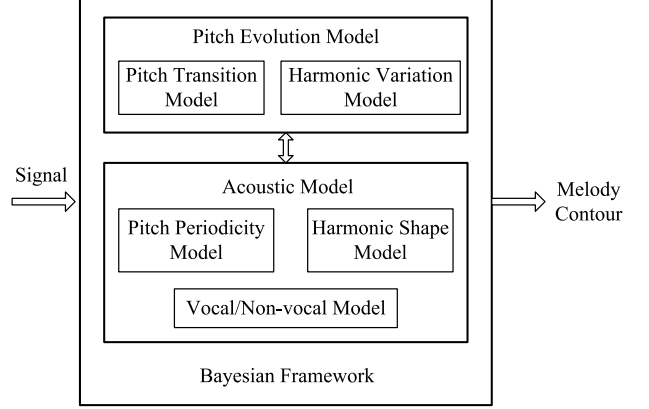 Pitch Evolution Model
Pitch Transition
Model
Harmonic Variation
Model
Signal
Acoustic Model
Pitch Periodicity
Model
Harmonic Shape
Model
Vocal/Non-vocal Model
Melody
Contour
Bayesian Framework